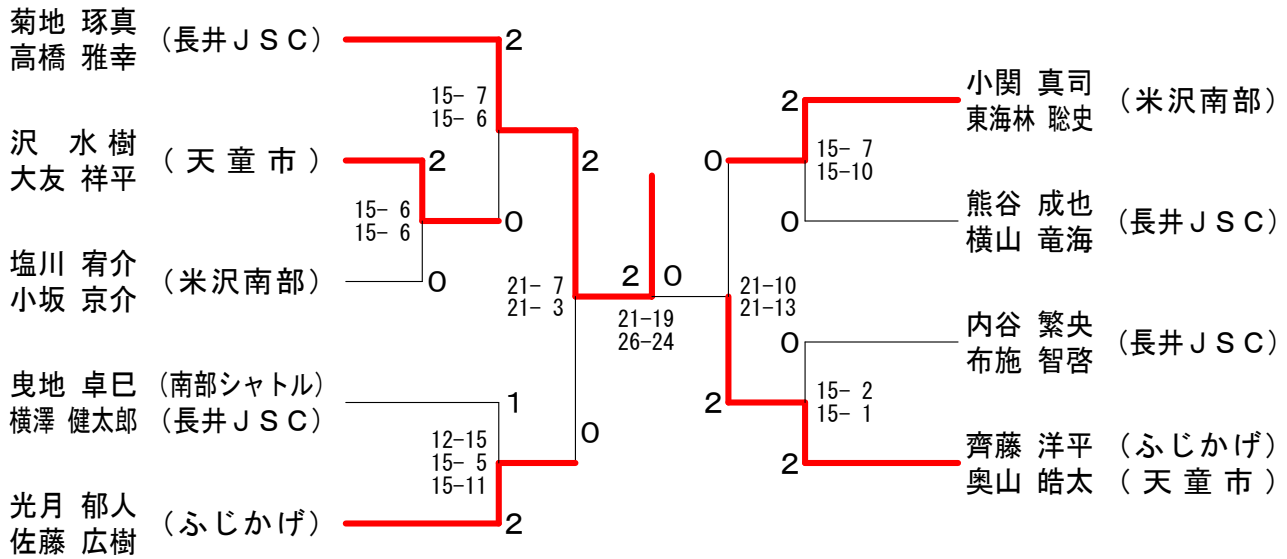 菊地 琢真
高橋 雅幸
(長井ＪＳＣ)
2
15- 7
15- 6
沢 水樹
大友 祥平
(天童市)
2
2
15- 6
15- 6
0
塩川 宥介
小坂 京介
(米沢南部)
0
21- 7
21- 3
2
0
21-19
26-24
曳地 卓巳 (南部シャトル)
横澤 健太郎 (長井ＪＳＣ)
1
12-15
15- 5
15-11
0
光月 郁人
佐藤 広樹
(ふじかげ)
2
小関 真司
東海林 聡史
(米沢南部)
2
0
15- 7
15-10
熊谷 成也
横山 竜海
(長井ＪＳＣ)
0
21-10
21-13
内谷 繁央
布施 智啓
(長井ＪＳＣ)
0
2
15- 2
15- 1
齊藤 洋平 (ふじかげ)
奥山 皓太 (天童市)
2